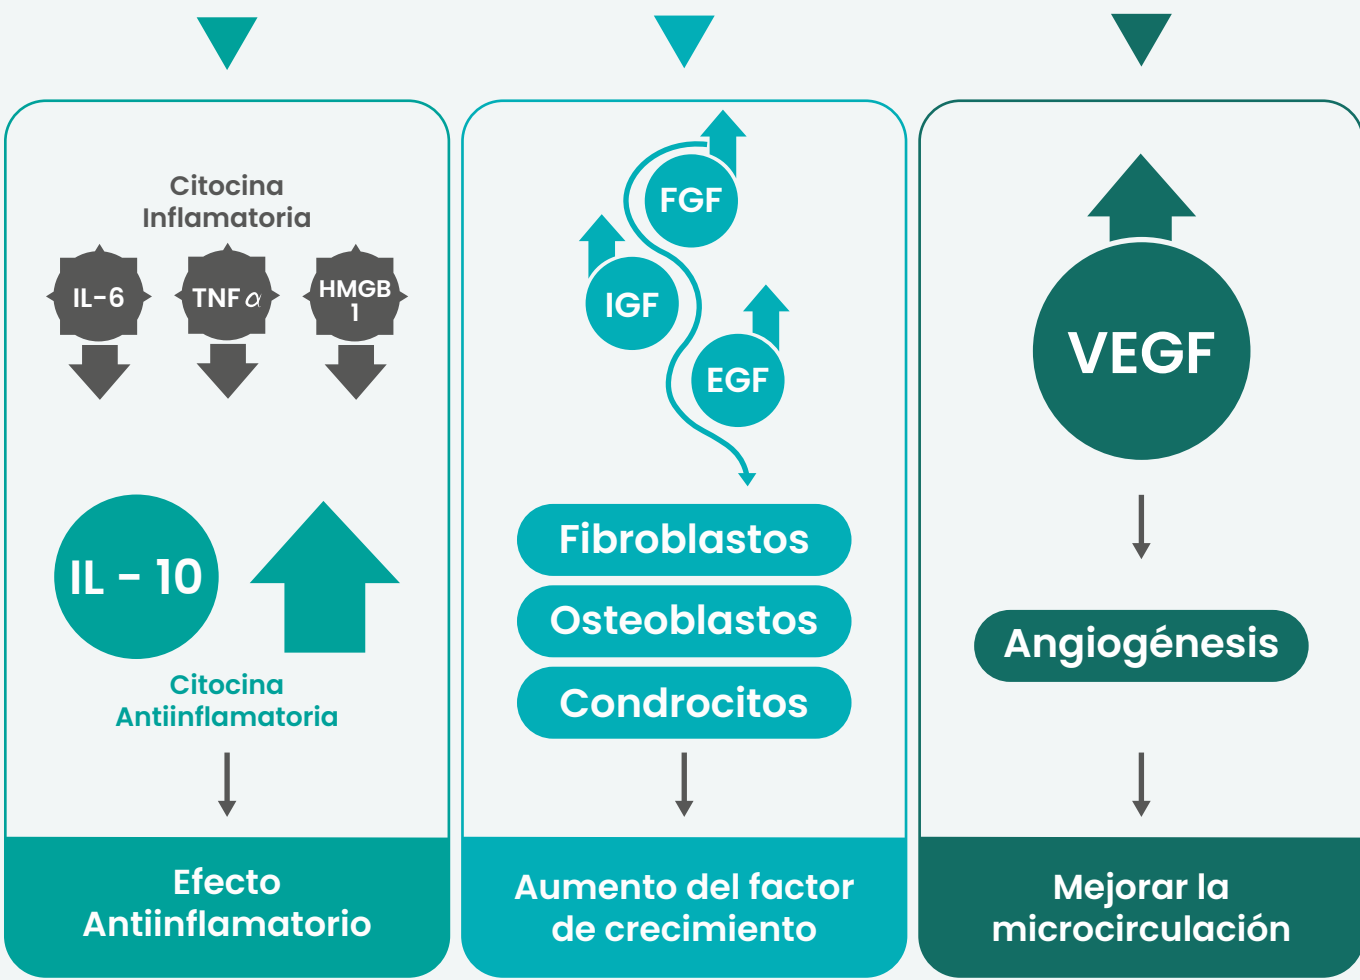 Citocina
Inflamatoria
IL-6
TNF α
HMGB
1
IL - 10
Citocina
Antiinflamatoria
Efecto
Antiinflamatorio
FGF
IGF
EGF
Fibroblastos
Osteoblastos
Condrocitos
Aumento del factor
de crecimiento
VEGF
Angiogénesis
Mejorar la
microcirculación